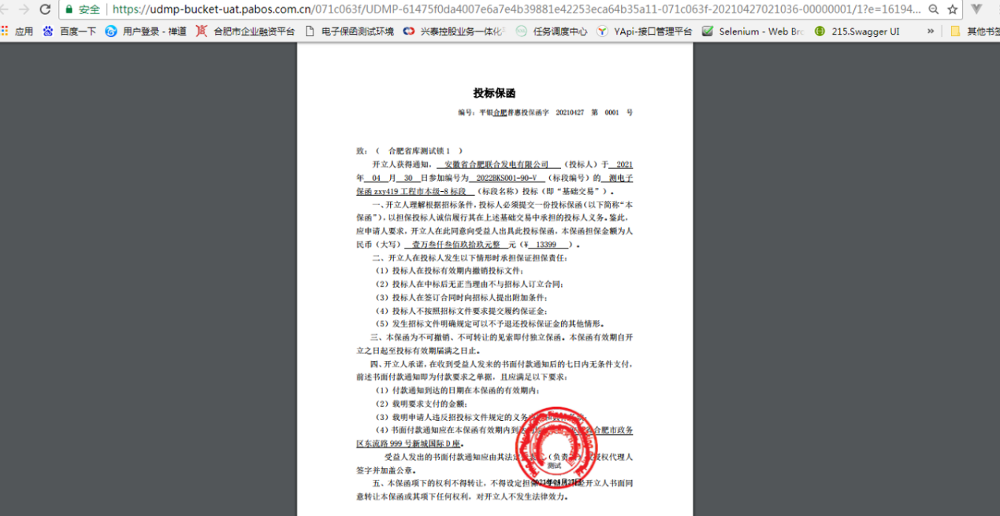 安全 https://udmp-bucket-uat.pabos.com.cn/071c063f/UDMP-61475f0da4007e6a7e4b39881e42253eca64b35a11-071c063f-20210427021036-00000001/1?e=16194...
应用 百度一下 用户登录 - 禅道 合肥市企业融资平台 电子保函测试环境 兴泰控股业务一体化 任务调度中心 YApi-接口管理平台 Selenium - Web Bro 215.Swagger UI » 其他书签
投标保函
编号：平银合肥普惠投保函字 20210427 第 0001 号
致：（ 合肥省库测试锁1 ）
开立人获得通知， 安徽省合肥联合发电有限公司 （投标人）于 2021
年 04 月 30 日参加编号为 2022BKS001-90-V （标段编号）的 测电子
保函zxy419工程市本级-8标段 （标段名称）投标（即“基础交易”）。
一、开立人理解根据招标条件，投标人必须提交一份投标保函（以下简称“本
保函”），以担保投标人诚信履行其在上述基础交易中承担的投标人义务。鉴此，
应申请人要求，开立人在此同意向受益人出具此投标保函，本保函担保金额为人
民币（大写） 壹万叁仟叁佰玖拾玖元整 元（¥ 13399 ）。
二、开立人在投标人发生以下情形时承担保证担保责任：
（1）投标人在投标有效期内撤销投标文件；
（2）投标人在中标后无正当理由不与招标人订立合同；
（3）投标人在签订合同时向招标人提出附加条件；
（4）投标人不按照招标文件要求提交履约保证金；
（5）发生招标文件明确规定可以不予退还投标保证金的其他情形。
三、本保函为不可撤销、不可转让的见索即付独立保函。本保函有效期自开
立之日起至投标有效期届满之日止。
四、开立人承诺，在收到受益人发来的书面付款通知后的七日内无条件支付，
前述书面付款通知即为付款要求之单据，且应满足以下要求：
（1）付款通知到达的日期在本保函的有效期内；
（2）载明要求支付的金额；
（3）载明申请人违反招投标文件规定的义务
（4）书面付款通知应在本保函有效期内到 合肥市政务
区东流路999号新城国际D座。
受益人发出的书面付款通知应由其法定 （负责 授权代理人
签字并加盖公章。
测试
五、本保函项下的权利不得转让，不得设定担保 开立人书面同
2021年04月27日
意转让本保函或其项下任何权利，对开立人不发生法律效力。